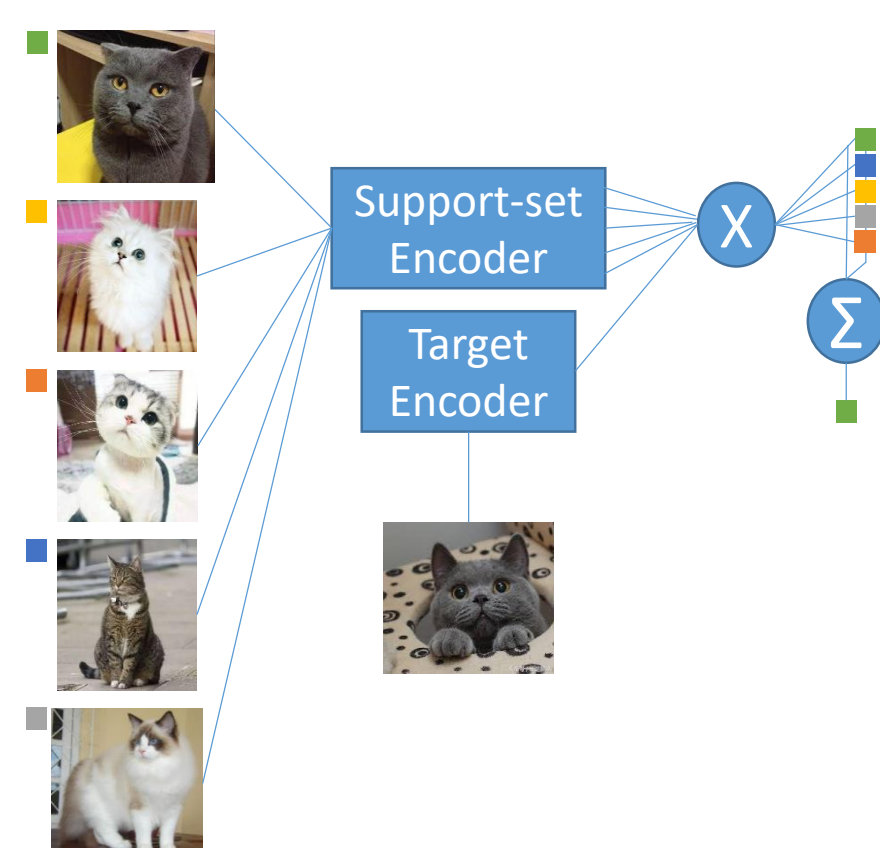 Support-set
Encoder
X
Σ
Target
Encoder